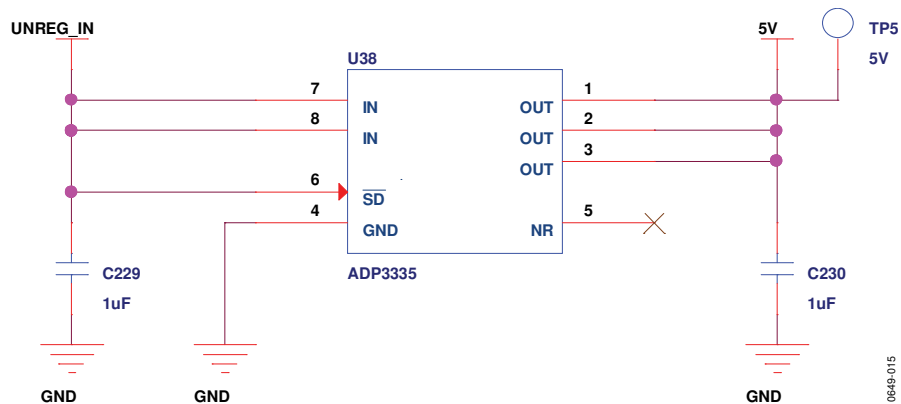 UNREG_IN
5V
TP5
5V
U38
7
IN
8
IN
6
SD
4
GND
OUT
1
OUT
2
OUT
3
NR
5
ADP3335
C229
1uF
C230
1uF
GND
GND
GND
0649-015